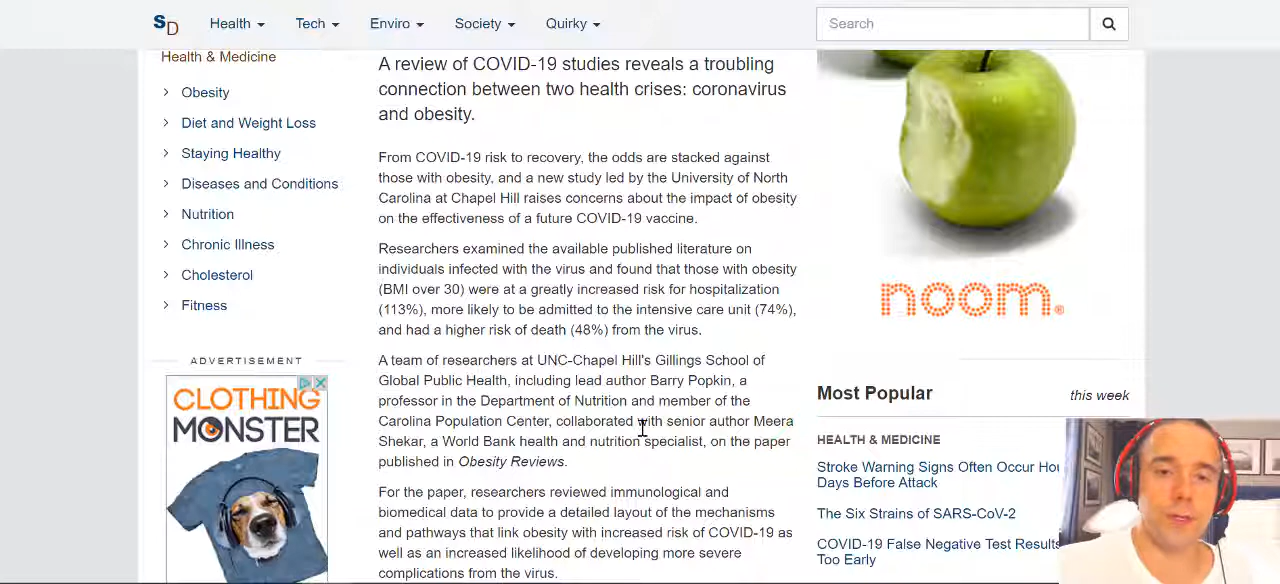 SD
Health
Tech
Enviro
Society
Quirky
Search
Health & Medicine
Obesity
Diet and Weight Loss
Staying Healthy
Diseases and Conditions
Nutrition
Chronic Illness
Cholesterol
Fitness
ADVERTISEMENT
CLOTHING
MONSTER
A review of COVID-19 studies reveals a troubling
connection between two health crises: coronavirus
and obesity.
From COVID-19 risk to recovery, the odds are stacked against
those with obesity, and a new study led by the University of North
Carolina at Chapel Hill raises concerns about the impact of obesity
on the effectiveness of a future COVID-19 vaccine.
Researchers examined the available published literature on
individuals infected with the virus and found that those with obesity
(BMI over 30) were at a greatly increased risk for hospitalization
(113%), more likely to be admitted to the intensive care unit (74%),
and had a higher risk of death (48%) from the virus.
A team of researchers at UNC-Chapel Hill's Gillings School of
Global Public Health, including lead author Barry Popkin, a
professor in the Department of Nutrition and member of the
Carolina Population Center, collaborated with senior author Meera
Shekar, a World Bank health and nutrition specialist, on the paper
published in Obesity Reviews.
For the paper, researchers reviewed immunological and
biomedical data to provide a detailed layout of the mechanisms
and pathways that link obesity with increased risk of COVID-19 as
well as an increased likelihood of developing more severe
complications from the virus.
noom®
Most Popular
this week
HEALTH & MEDICINE
Stroke Warning Signs Often Occur
Days Before Attack
The Six Strains of SARS-CoV-2
COVID-19 False Negative Test Results
Too Early